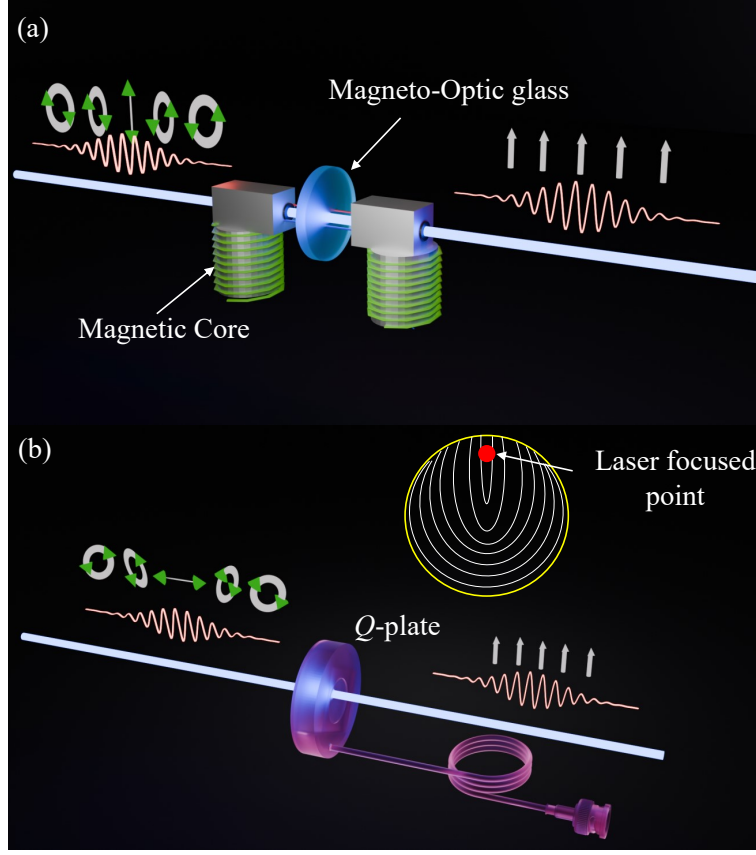 (a)
Magneto-Optic glass
Magnetic Core
(b)
Laser focused
point
Q-plate